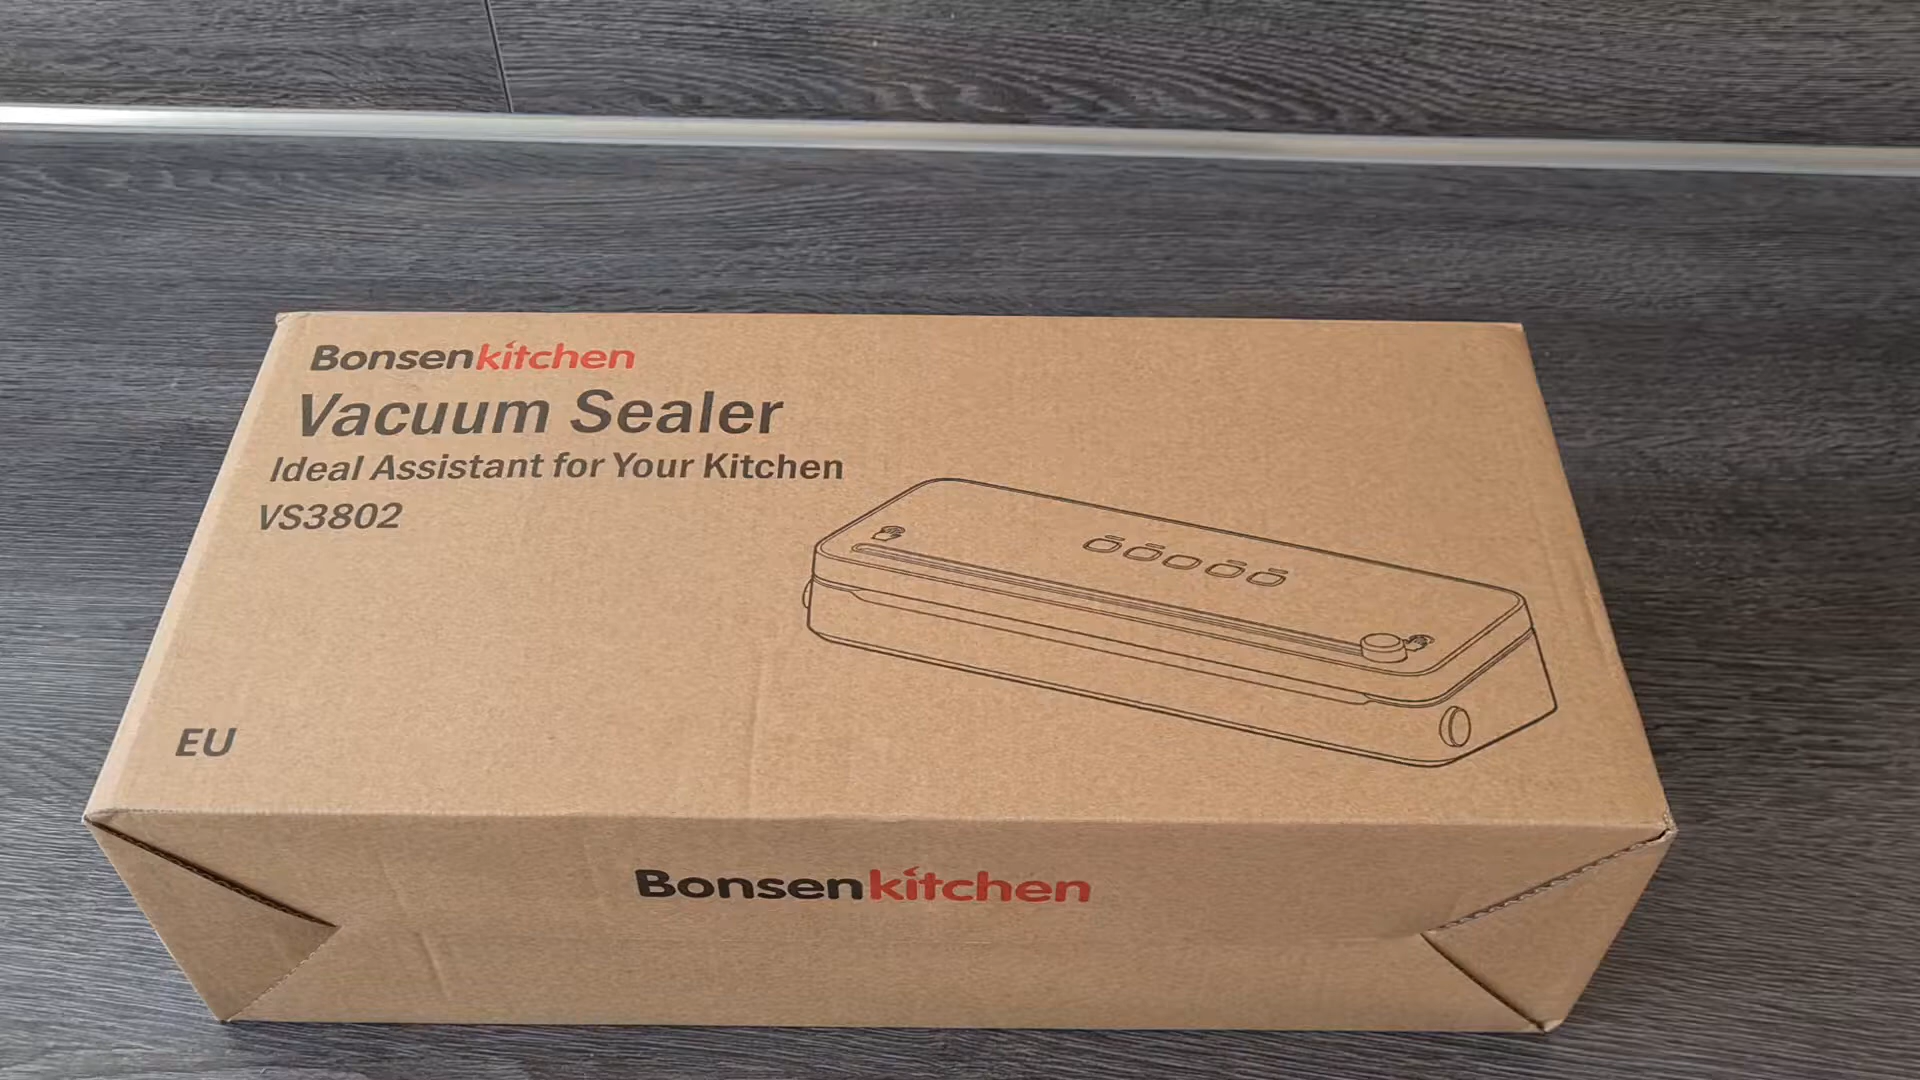 Bonsenkitchen
Vacuum Sealer
Ideal Assistant for Your Kitchen
VS3802
EU
Bonsenkitchen